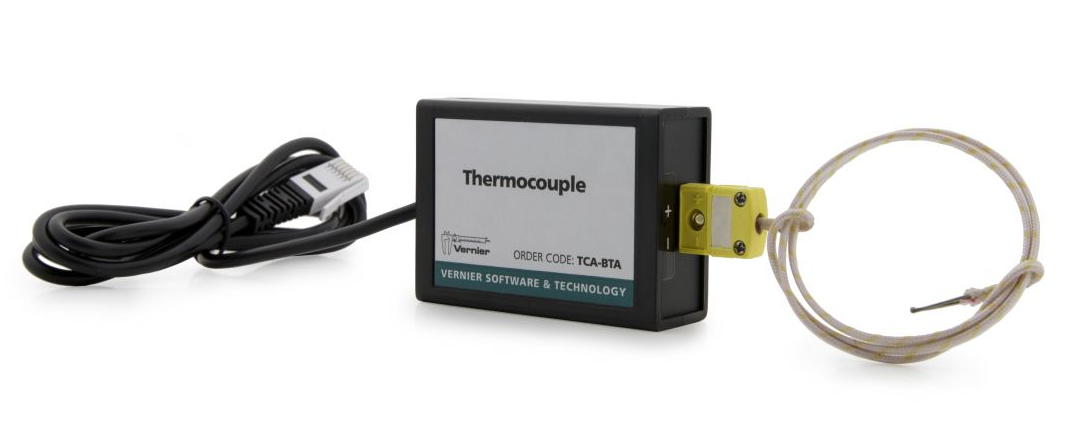 Thermocouple
Vernier
ORDER CODE: TCA-BTA
VERNIER SOFTWARE & TECHNOLOGY
+
−